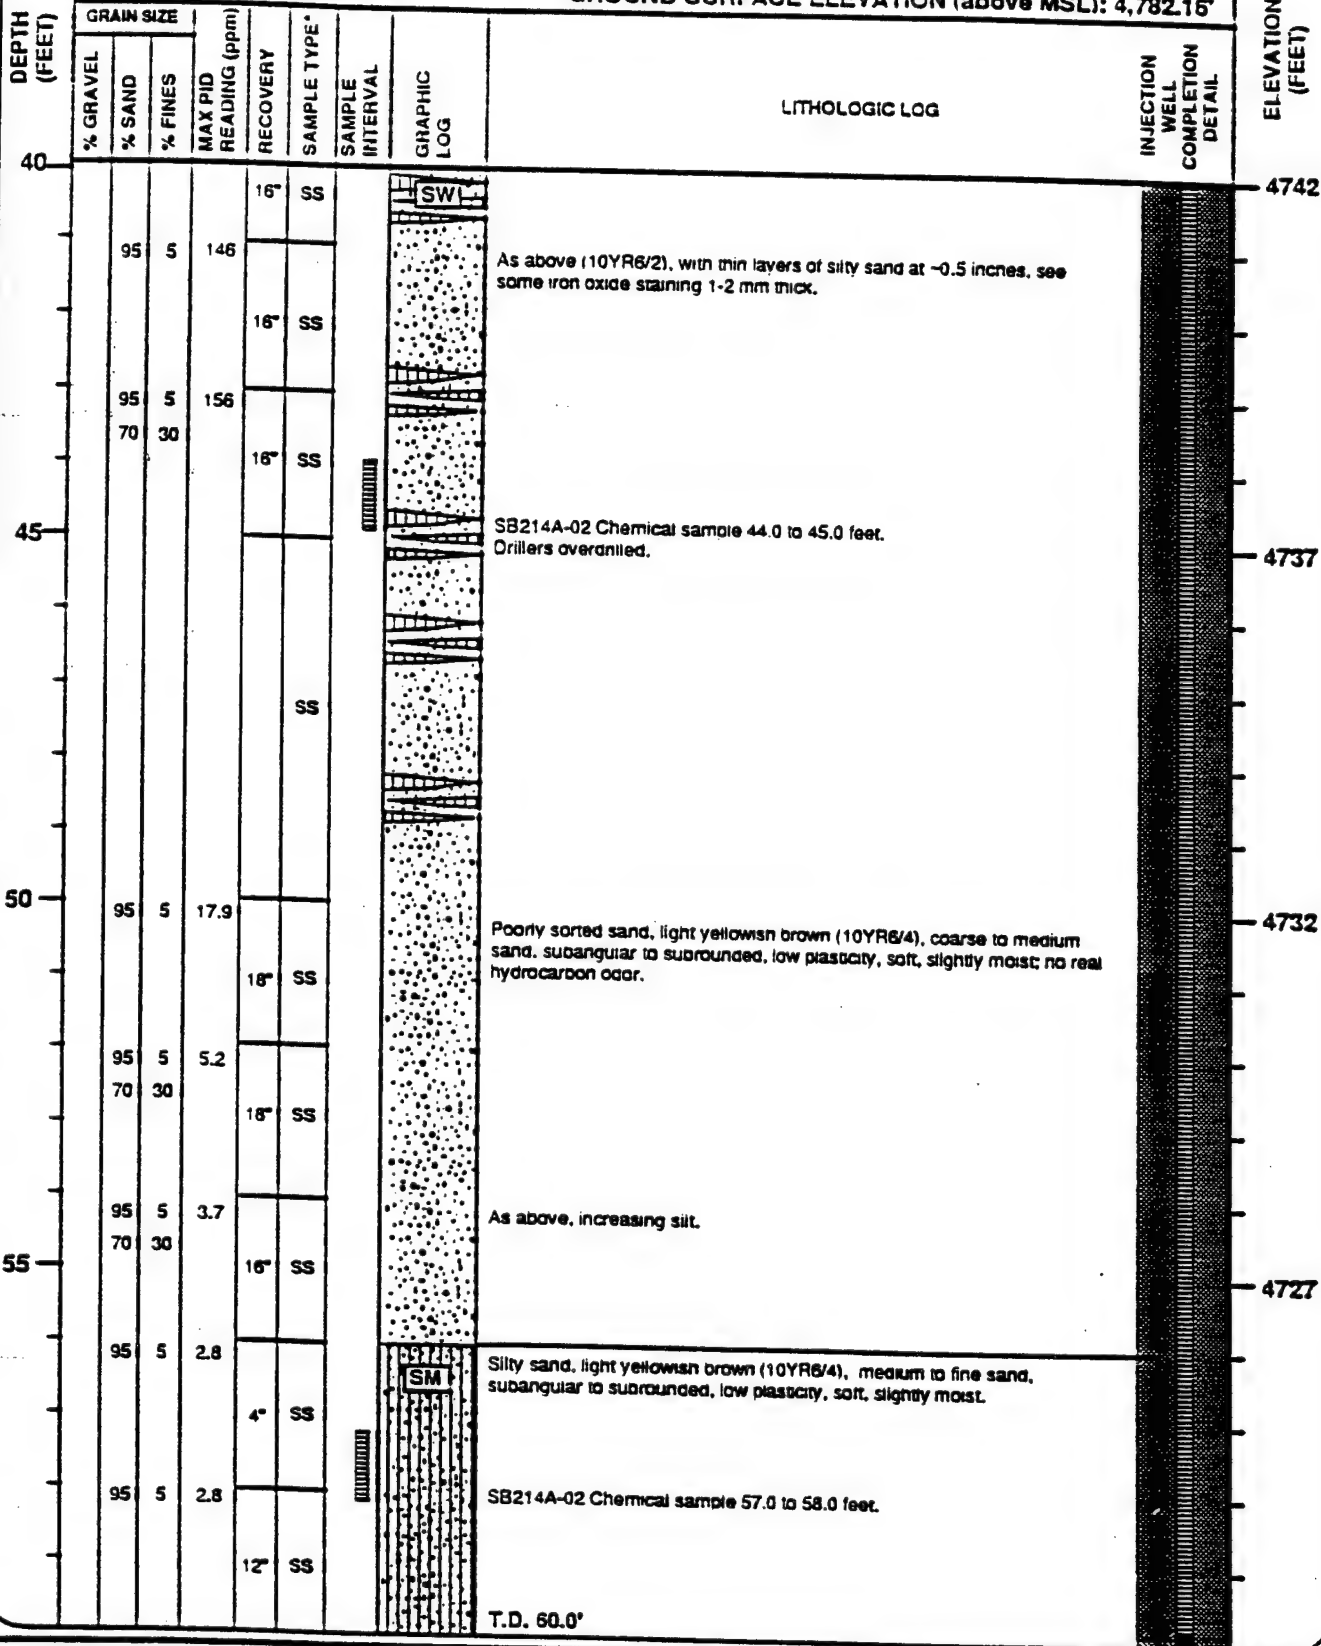 GROUND SURFACE ELEVATION (above MSL): 4,782.16'
DEPTH (FEET)
GRAIN SIZE
% GRAVEL
% SAND
% FINES
MAX PID READING (ppm)
RECOVERY
SAMPLE TYPE*
SAMPLE INTERVAL
GRAPHIC LOG
LITHOLOGIC LOG
INJECTION WELL COMPLETION DETAIL
ELEVATION (FEET)
40
16" SS
SW
4742
95 5 146
As above (10YR6/2), with thin layers of silty sand at ~0.5 inches, see
some iron oxide staining 1-2 mm thick.
16" SS
95 5 156
70 30
16" SS
45
SB214A-02 Chemical sample 44.0 to 45.0 feet.
Drillers overdrilled.
4737
SS
50
95 5 17.9
4732
Poorly sorted sand, light yellowish brown (10YR6/4), coarse to medium
sand, subangular to subrounded, low plasticity, soft, slightly moist; no real
hydrocarbon odor.
18" SS
95 5 5.2
70 30
18" SS
95 5 3.7
As above, increasing silt.
70 30
55
16" SS
4727
95 5 2.8
SM
Silty sand, light yellowish brown (10YR6/4), medium to fine sand,
subangular to subrounded, low plasticity, soft, slightly moist.
4" SS
95 5 2.8
SB214A-02 Chemical sample 57.0 to 58.0 feet.
12" SS
T.D. 60.0'